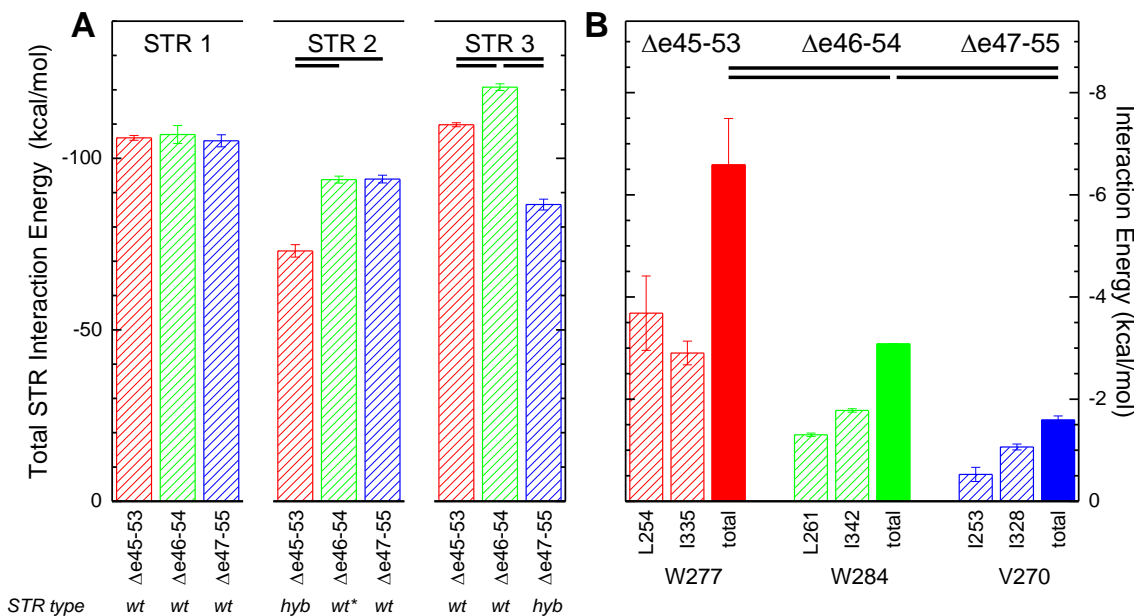 A
STR 1
STR 2
STR 3
Total STR Interaction Energy (kcal/mol)
-100
-50
0
Δe45-53
Δe46-54
Δe47-55
Δe45-53
Δe46-54
Δe47-55
Δe45-53
Δe46-54
Δe47-55
STR type
wt
wt
wt
hyb
wt*
wt
wt
wt
hyb
B
Δe45-53
Δe46-54
Δe47-55
-8
-6
-4
-2
0
Interaction Energy (kcal/mol)
L254
I335
total
L261
I342
total
I253
I328
total
W277
W284
V270